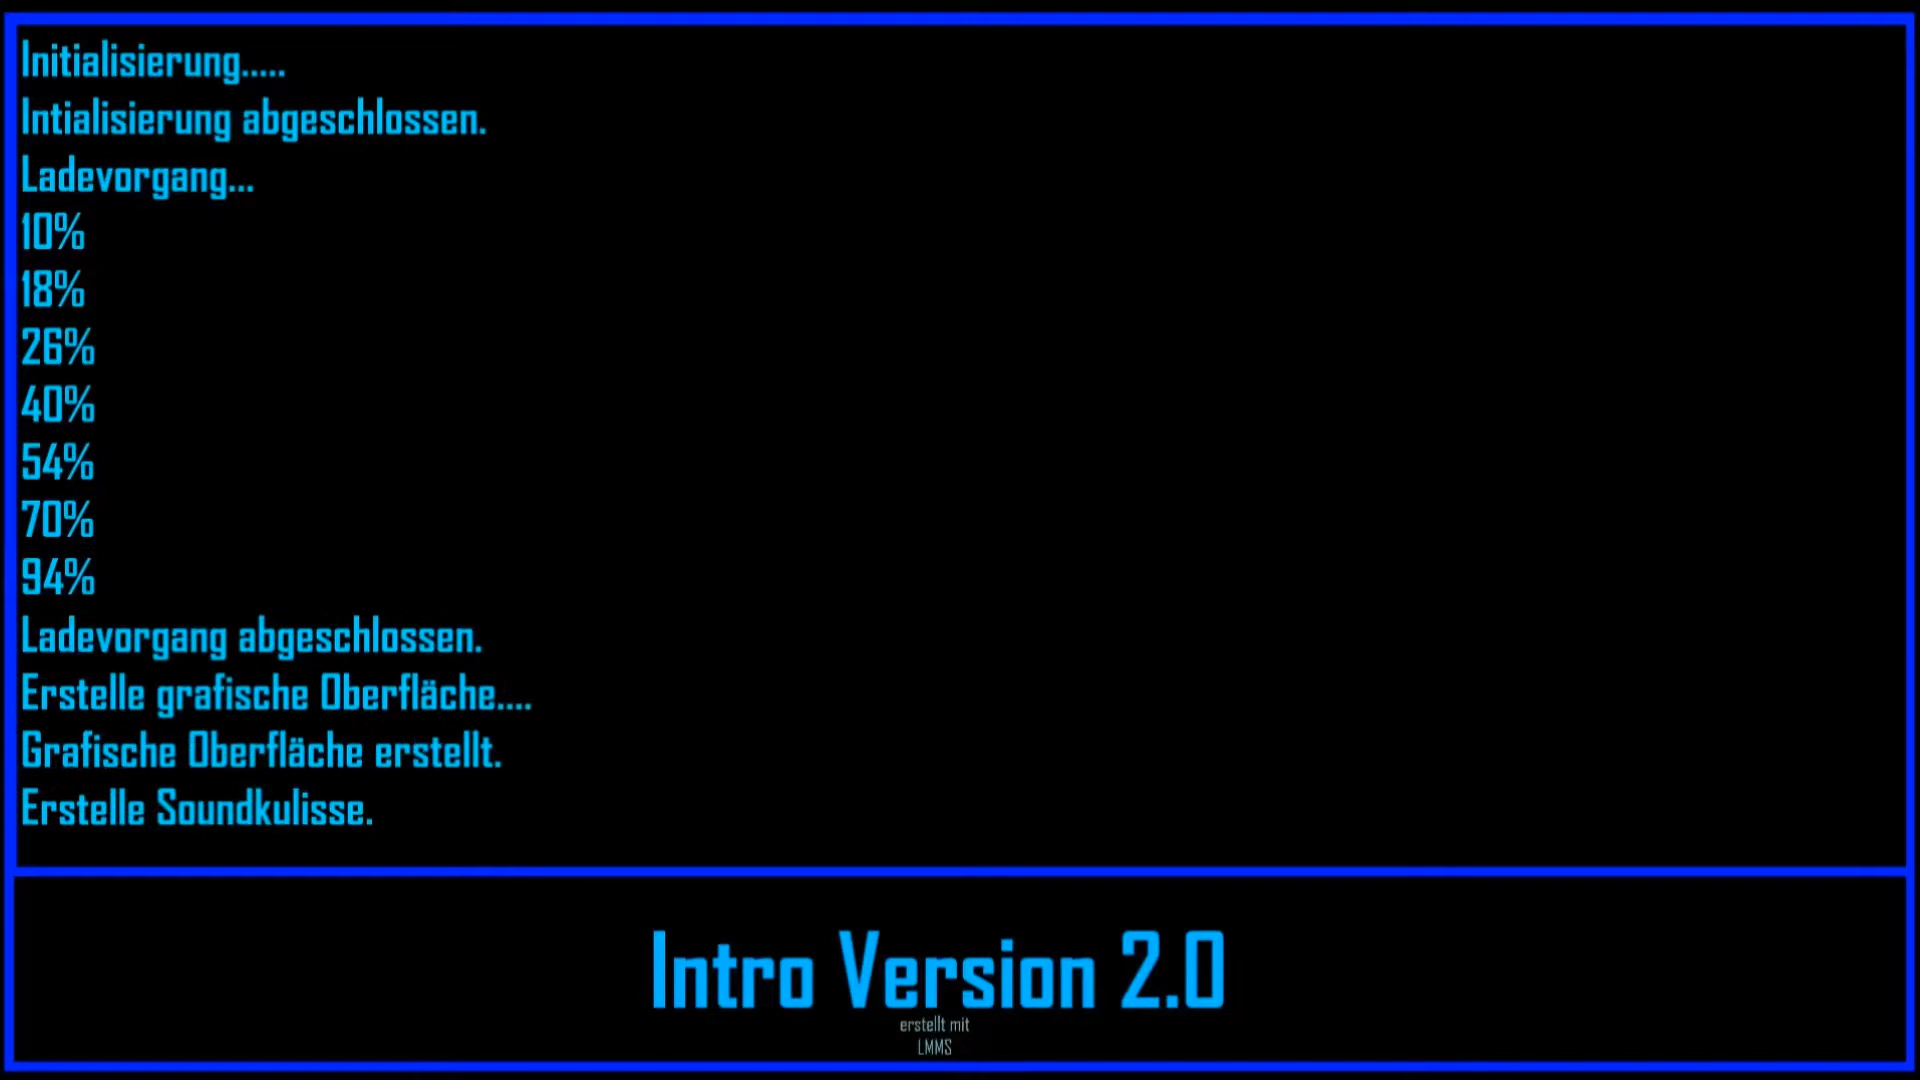 Initialisierung.....
Intialisierung abgeschlossen.
Ladevorgang...
10%
18%
26%
40%
54%
70%
94%
Ladevorgang abgeschlossen.
Erstelle grafische Oberfläche....
Grafische Oberfläche erstellt.
Erstelle Soundkulisse.
Intro Version 2.0
erstellt mit
LMMS